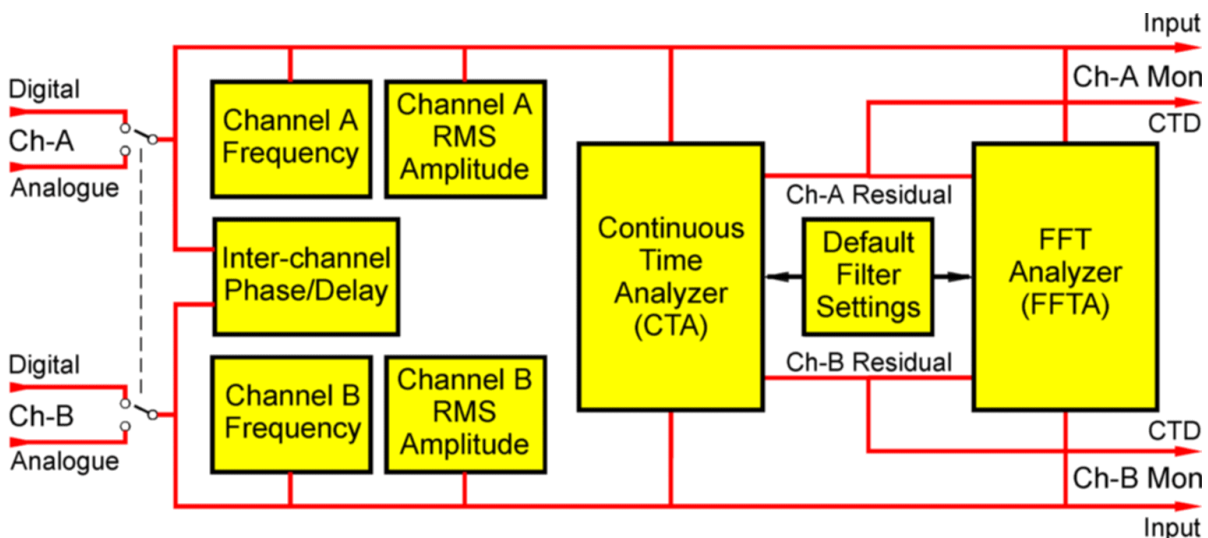 Input
Ch-A Mon
CTD
Digital
Ch-A
Analogue
Channel A
Frequency
Channel A
RMS
Amplitude
Inter-channel
Phase/Delay
Continuous
Time
Analyzer
(CTA)
Ch-A Residual
Default
Filter
Settings
Ch-B Residual
FFT
Analyzer
(FFTA)
Digital
Ch-B
Analogue
Channel B
Frequency
Channel B
RMS
Amplitude
CTD
Ch-B Mon
Input